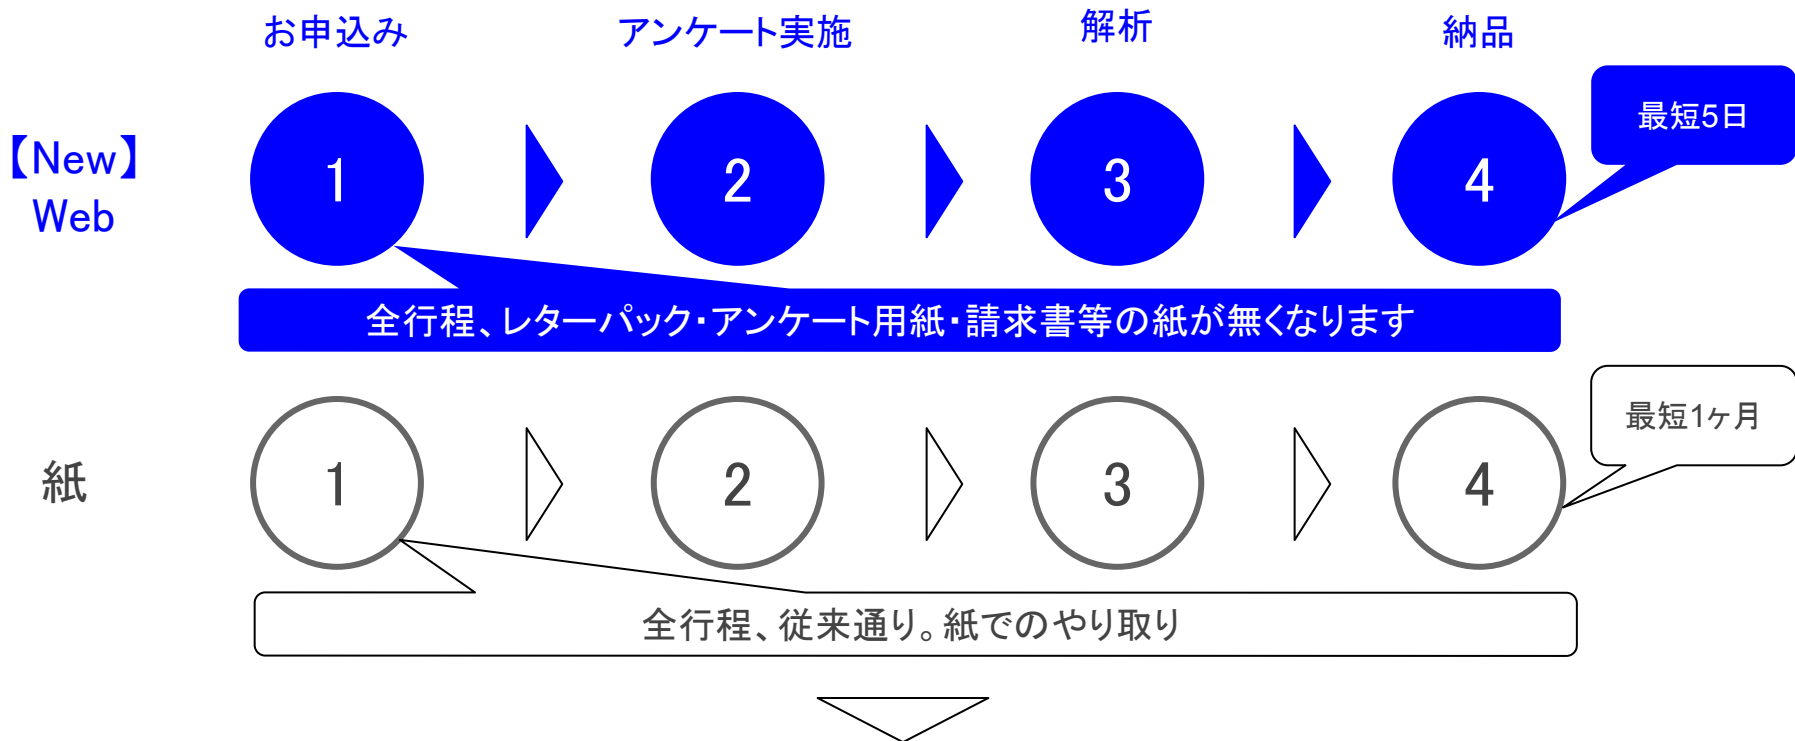 お申込み
アンケート実施
解析
納品
【New】
Web
1
2
3
4
最短5日
全行程、レターパック・アンケート用紙・請求書等の紙が無くなります
紙
1
2
3
4
最短1ヶ月
全行程、従来通り。紙でのやり取り